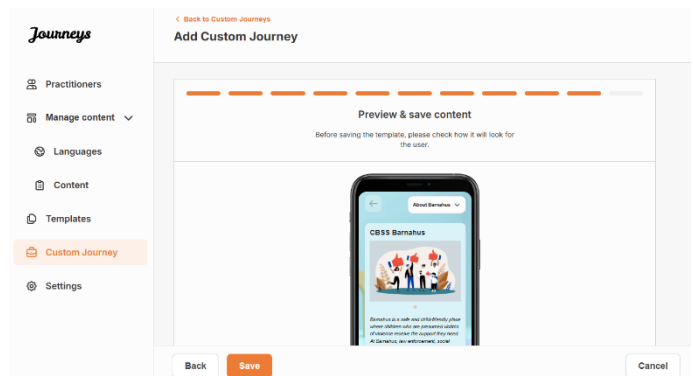 Journeys
Practitioners
Manage content
Languages
Content
Templates
Custom Journey
Settings
Back to Custom Journeys
Add Custom Journey
Preview & save content
Before saving the template, please check how it will look for
the user.
About Barnahus
CBSS Barnahus
Barnahus is a safe and child-friendly place
where children who are presumed victims
of violence receive the support they need.
At Barnahus, law enforcement, social
Back
Save
Cancel